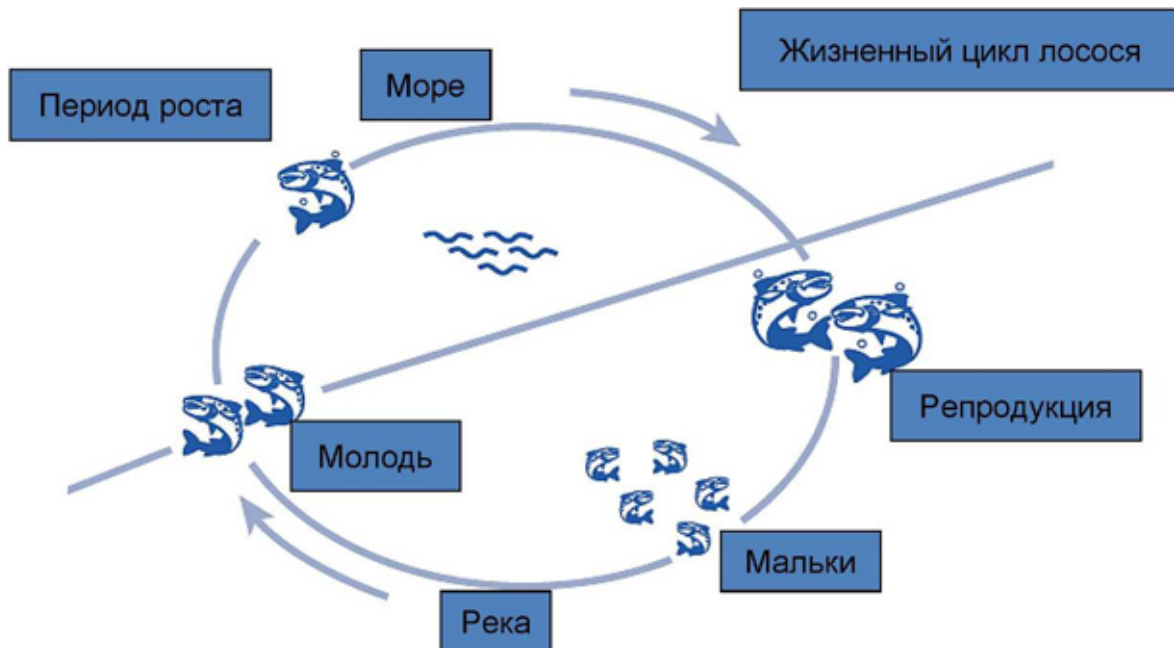 Жизненный цикл лосося
Море
Период роста
Репродукция
Молодь
Мальки
Река